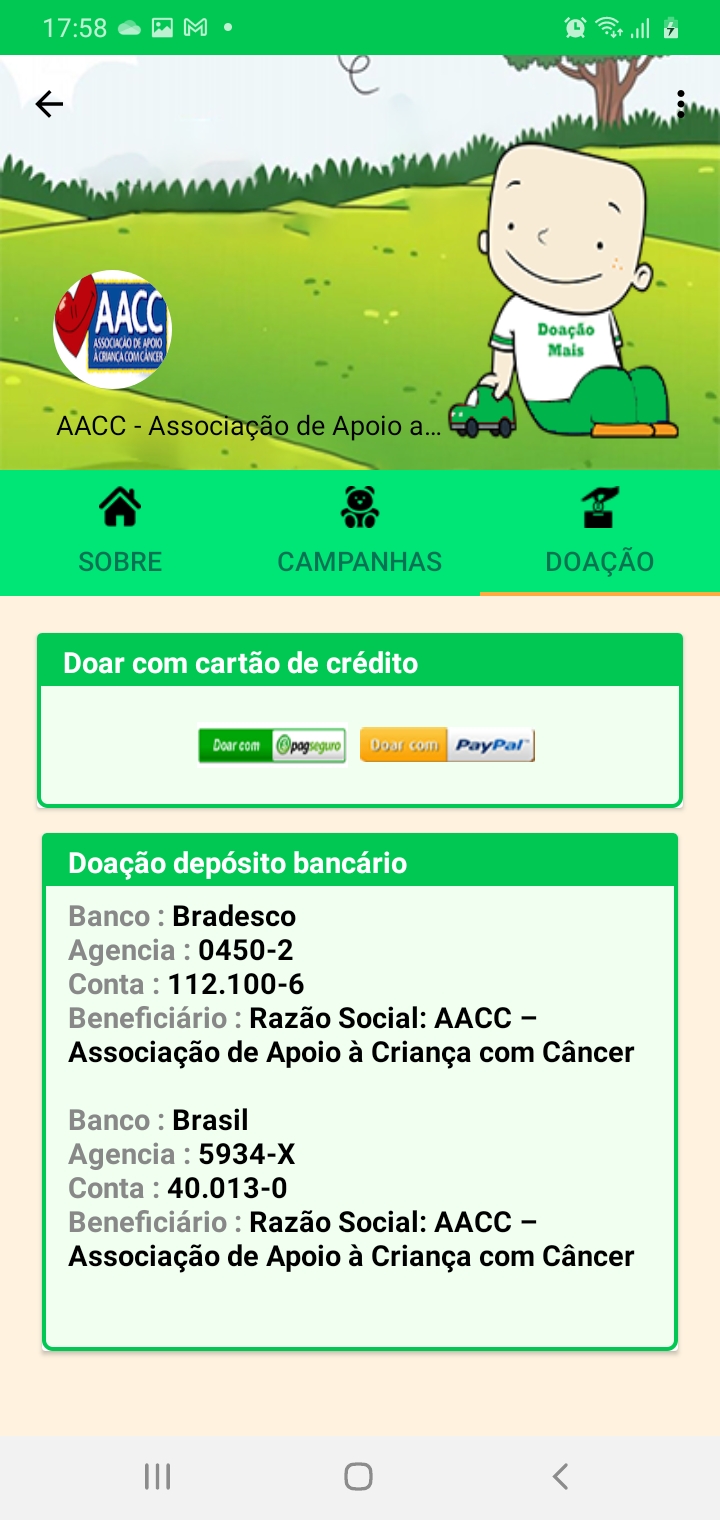 17:58
AACC
ASSOCIAÇÃO DE APOIO
À CRIANÇA COM CÂNCER
Doação
Mais
AACC - Associação de Apoio a...
SOBRE
CAMPANHAS
DOAÇÃO
Doar com cartão de crédito
Doar com pagseguro
Doar com PayPal™
Doação depósito bancário
Banco : Bradesco
Agencia : 0450-2
Conta : 112.100-6
Beneficiário : Razão Social: AACC –
Associação de Apoio à Criança com Câncer
Banco : Brasil
Agencia : 5934-X
Conta : 40.013-0
Beneficiário : Razão Social: AACC –
Associação de Apoio à Criança com Câncer